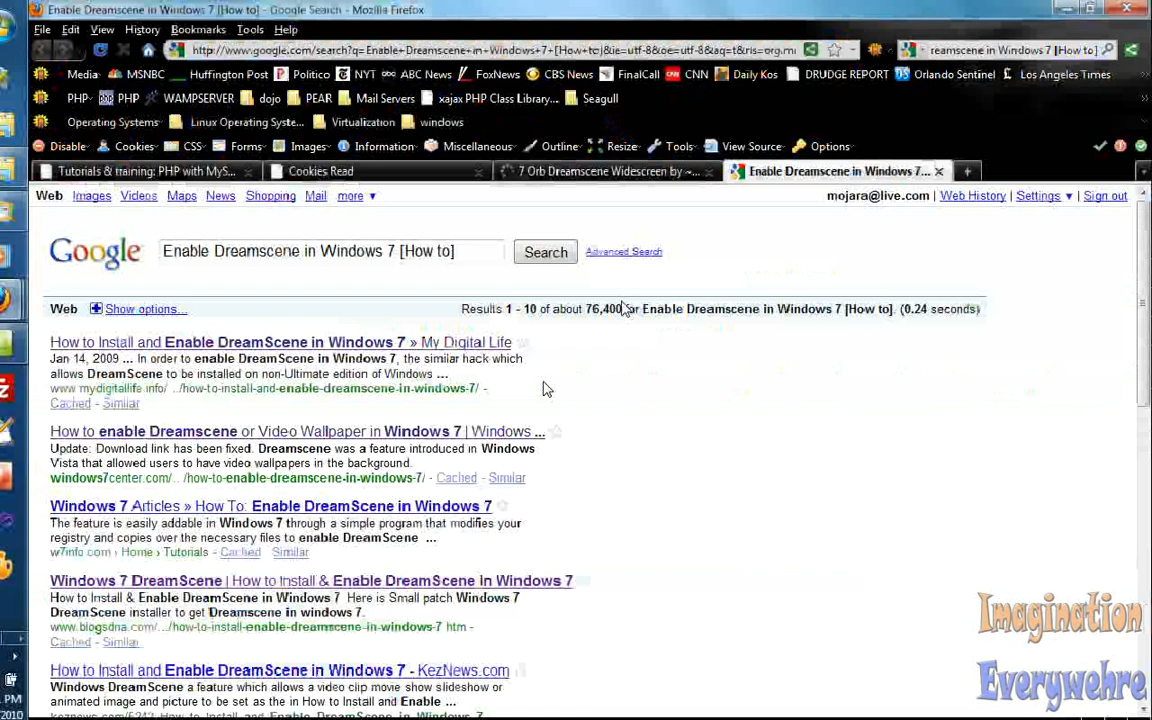 Enable Dreamscene in Windows 7 [How to] - Google Search - Mozilla Firefox
File Edit View History Bookmarks Tools Help
http://www.google.com/search?q=Enable+Dreamscene+in+Windows+7+[How+to]&ie=utf-8&oe=utf-8&aq=t&rls=org.m reamscene in Windows 7 [How to]
Media MSNBC Huffington Post Politico NYT ABC News FoxNews CBS News FinalCall CNN Daily Kos DRUDGE REPORT Orlando Sentinel Los Angeles Times
PHP PHP WAMPSERVER dojo PEAR Mail Servers xajax PHP Class Library... Seagull
Operating Systems Linux Operating Syste... Virtualization windows
Disable Cookies CSS Forms Images Information Miscellaneous Outline Resize Tools View Source Options
Tutorials & training: PHP with MyS... Cookies Read 7 Orb Dreamscene Widescreen by ~... Enable Dreamscene in Windows 7...
Web Images Videos Maps News Shopping Mail more mojara@live.com | Web History | Settings | Sign out
Google Enable Dreamscene in Windows 7 [How to] Search Advanced Search
Web Show options... Results 1 - 10 of about 76,400 for Enable Dreamscene in Windows 7 [How to]. (0.24 seconds)
How to Install and Enable DreamScene in Windows 7 » My Digital Life
Jan 14, 2009 ... In order to enable DreamScene in Windows 7, the similar hack which
allows DreamScene to be installed on non-Ultimate edition of Windows ...
www.mydigitallife.info/.../how-to-install-and-enable-dreamscene-in-windows-7/ -
Cached - Similar
How to enable Dreamscene or Video Wallpaper in Windows 7 | Windows ...
Update: Download link has been fixed. Dreamscene was a feature introduced in Windows
Vista that allowed users to have video wallpapers in the background.
windows7center.com/.../how-to-enable-dreamscene-in-windows-7/ - Cached - Similar
Windows 7 Articles » How To: Enable DreamScene in Windows 7
The feature is easily addable in Windows 7 through a simple program that modifies your
registry and copies over the necessary files to enable DreamScene ...
w7info.com › Home › Tutorials - Cached Similar
Windows 7 DreamScene | How to Install & Enable DreamScene in Windows 7
How to Install & Enable DreamScene in Windows 7 Here is Small patch Windows 7
DreamScene installer to get Dreamscene in windows 7.
www.blogsdna.com/.../how-to-install-enable-dreamscene-in-windows-7 htm -
Cached - Similar
How to Install and Enable DreamScene in Windows 7 - KezNews.com
Windows DreamScene a feature which allows a video clip movie show slideshow or
animated image and picture to be set as the in How to Install and Enable ...
PM
2010
Imagination
Everywehre